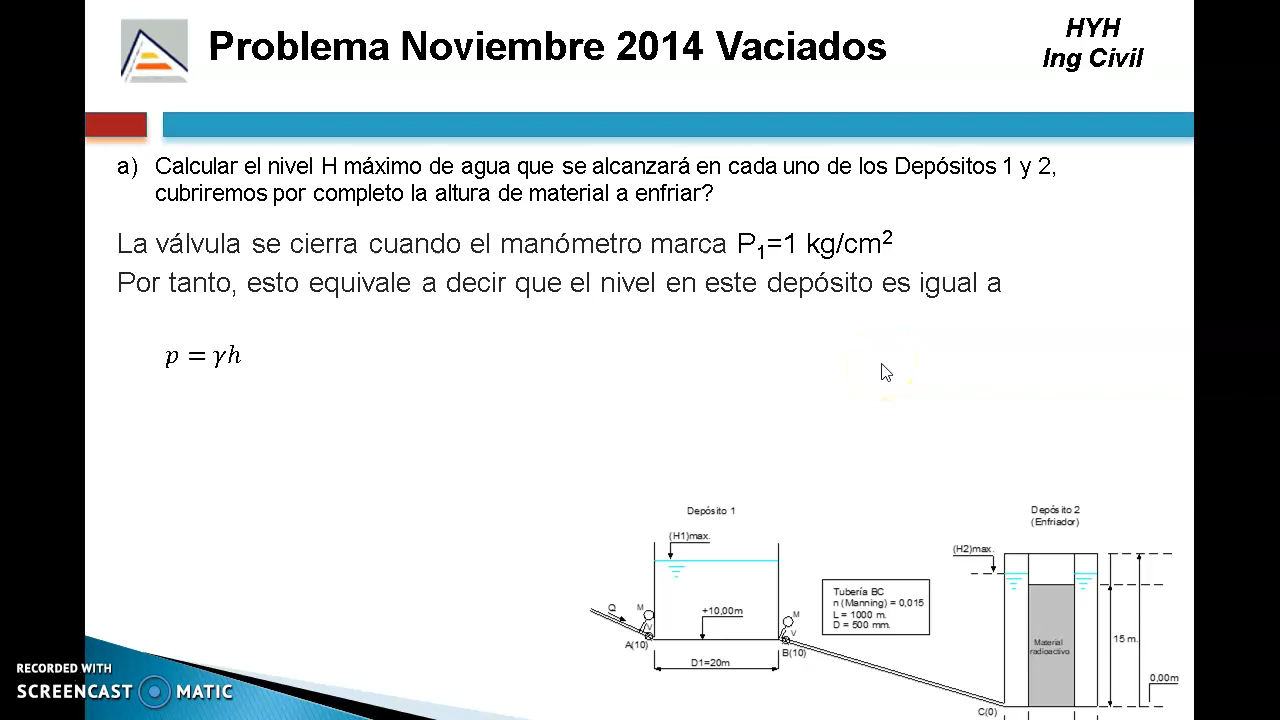 Problema Noviembre 2014 Vaciados
HYH
Ing Civil
a) Calcular el nivel H máximo de agua que se alcanzará en cada uno de los Depósitos 1 y 2,
cubriremos por completo la altura de material a enfriar?
La válvula se cierra cuando el manómetro marca P₁=1 kg/cm²
Por tanto, esto equivale a decir que el nivel en este depósito es igual a
p = γh
Depósito 1
(H1)max.
Q
M
V
+10,00m
A(10)
D1=20m
M
V
B(10)
Tubería BC
n (Manning) = 0,015
L = 1000 m.
D = 500 mm.
Depósito 2
(Enfriador)
(H2)max.
Material
radioactivo
15 m.
0,00m
C(0)
RECORDED WITH
SCREENCAST MATIC